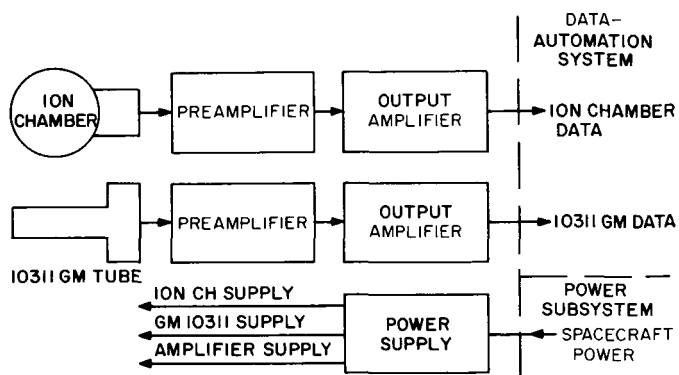 DATA-
AUTOMATION
SYSTEM
ION
CHAMBER
PREAMPLIFIER
OUTPUT
AMPLIFIER
ION CHAMBER
DATA
PREAMPLIFIER
OUTPUT
AMPLIFIER
10311 GM DATA
10311 GM TUBE
ION CH SUPPLY
GM 10311 SUPPLY
AMPLIFIER SUPPLY
POWER
SUPPLY
POWER
SUBSYSTEM
SPACECRAFT
POWER